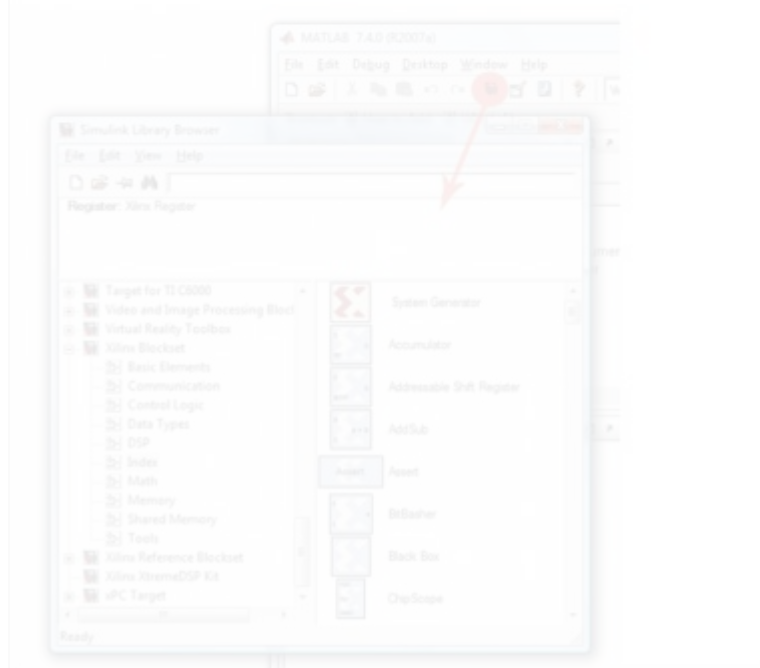 MATLAB 7.4.0 (R2007a)
File Edit Debug Desktop Window Help
Simulink Library Browser
File Edit View Help
Register: Xilinx Register
Target for TI C6000
Video and Image Processing Block
Virtual Reality Toolbox
Xilinx Blockset
Basic Elements
Communication
Control Logic
Data Types
DSP
Index
Math
Memory
Shared Memory
Tools
Xilinx Reference Blockset
Xilinx XtremeDSP Kit
xPC Target
System Generator
Accumulator
Addressable Shift Register
AddSub
Assert
BitBasher
Black Box
ChipScope
Ready